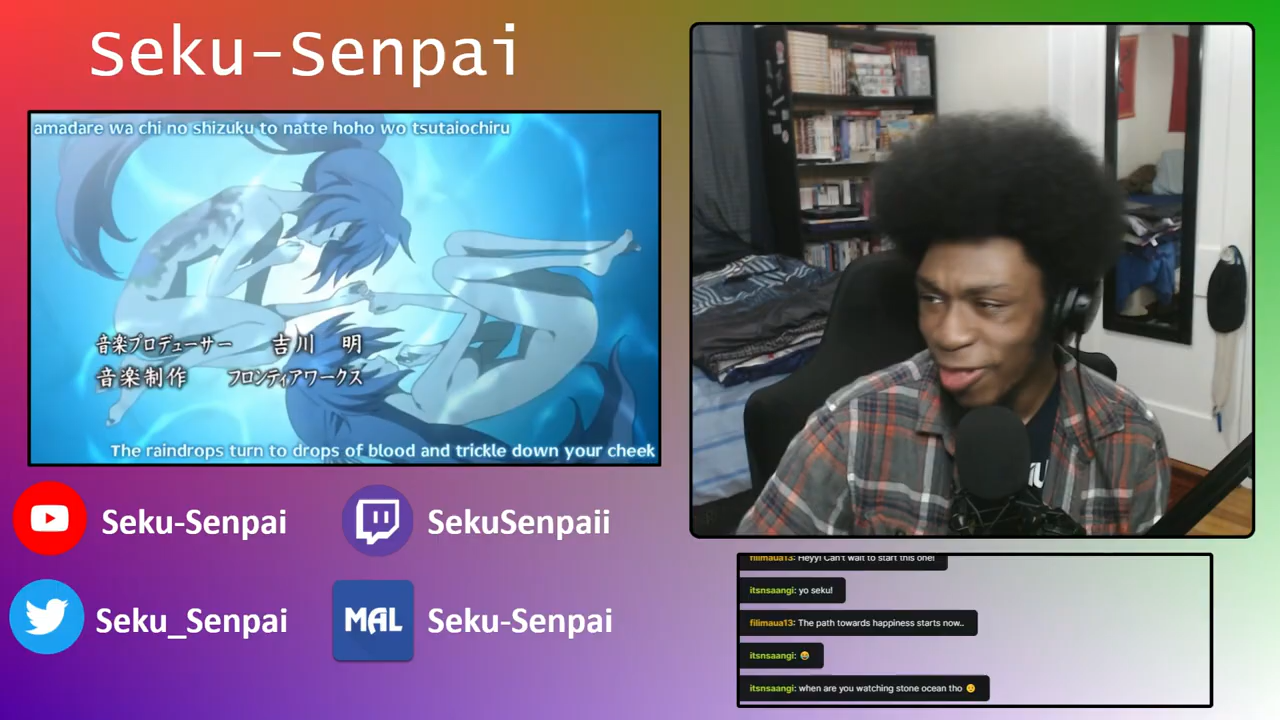 Seku-Senpai
amadare wa chi no shizuku to natte hoho wo tsutaiochiru
音楽プロデューサー 吉川 明
音楽制作 フロンティアワークス
The raindrops turn to drops of blood and trickle down your cheek
Seku-Senpai
SekuSenpaii
Seku_Senpai
MAL
Seku-Senpai
filimaua13: Heyy! Can't wait to start this one!
itsnsaangi: yo seku!
filimaua13: The path towards happiness starts now..
itsnsaangi: 😂
itsnsaangi: when are you watching stone ocean tho 😏